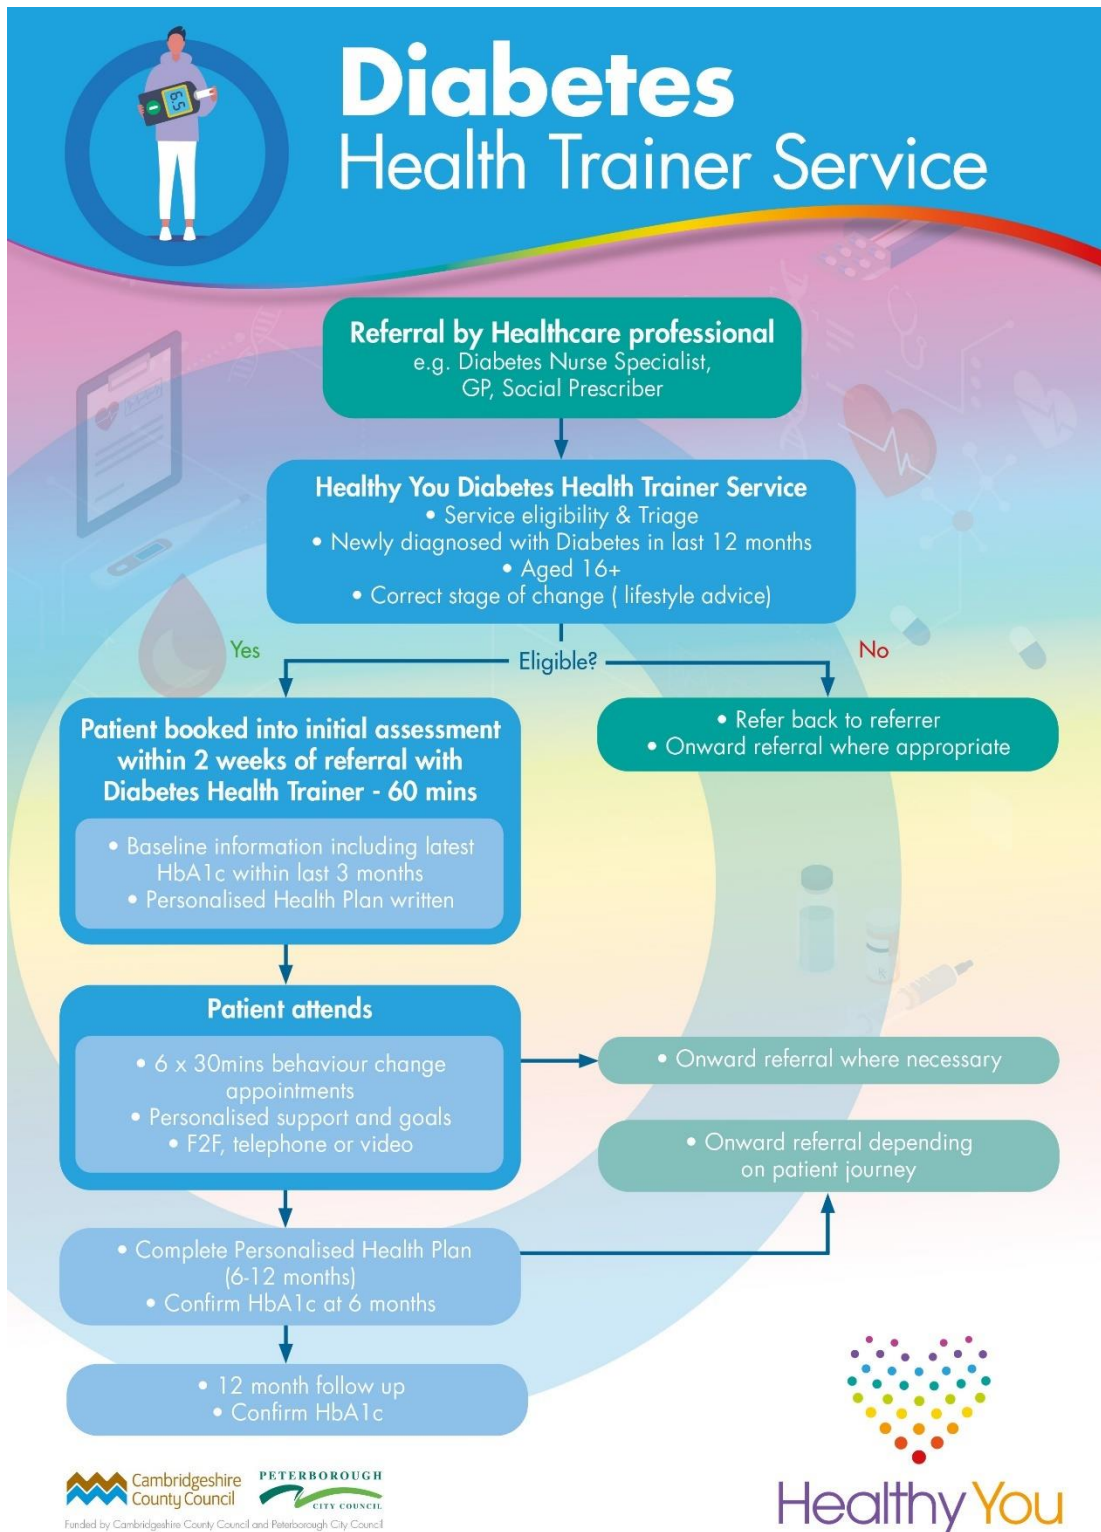 6.5
Diabetes
Health Trainer Service
Referral by Healthcare professional
e.g. Diabetes Nurse Specialist,
GP, Social Prescriber
Healthy You Diabetes Health Trainer Service
• Service eligibility & Triage
• Newly diagnosed with Diabetes in last 12 months
• Aged 16+
• Correct stage of change ( lifestyle advice)
Yes
Eligible?
No
Patient booked into initial assessment
within 2 weeks of referral with
Diabetes Health Trainer - 60 mins
• Baseline information including latest
HbA1c within last 3 months
• Personalised Health Plan written
• Refer back to referrer
• Onward referral where appropriate
Patient attends
• 6 x 30mins behaviour change
appointments
• Personalised support and goals
• F2F, telephone or video
• Onward referral where necessary
• Onward referral depending
on patient journey
• Complete Personalised Health Plan
(6-12 months)
• Confirm HbA1c at 6 months
• 12 month follow up
• Confirm HbA1c
Cambridgeshire
County Council
PETERBOROUGH
CITY COUNCIL
Funded by Cambridgeshire County Council and Peterborough City Council
Healthy You